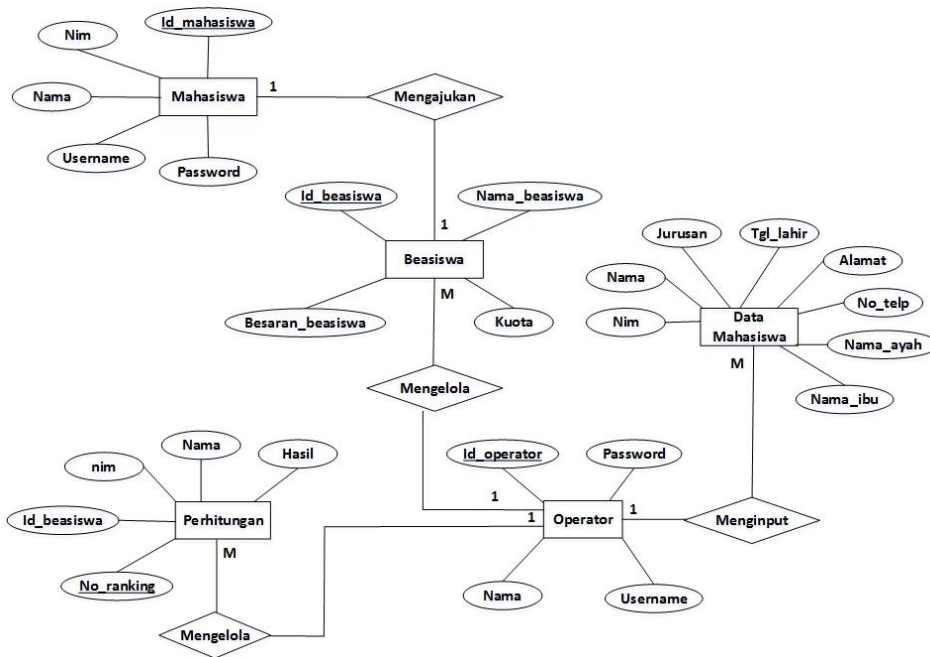 Id_mahasiswa
Nim
Nama
Mahasiswa
1
Mengajukan
Username
Password
Id_beasiswa
Nama_beasiswa
1
Beasiswa
M
Besaran_beasiswa
Kuota
Jurusan
Tgl_lahir
Alamat
Nama
No_telp
Nim
Data
Mahasiswa
Nama_ayah
M
Nama_ibu
Mengelola
Nama
Hasil
nim
Id_beasiswa
Perhitungan
M
No_ranking
Mengelola
Id_operator
Password
1
1
Operator
1
Menginput
Nama
Username